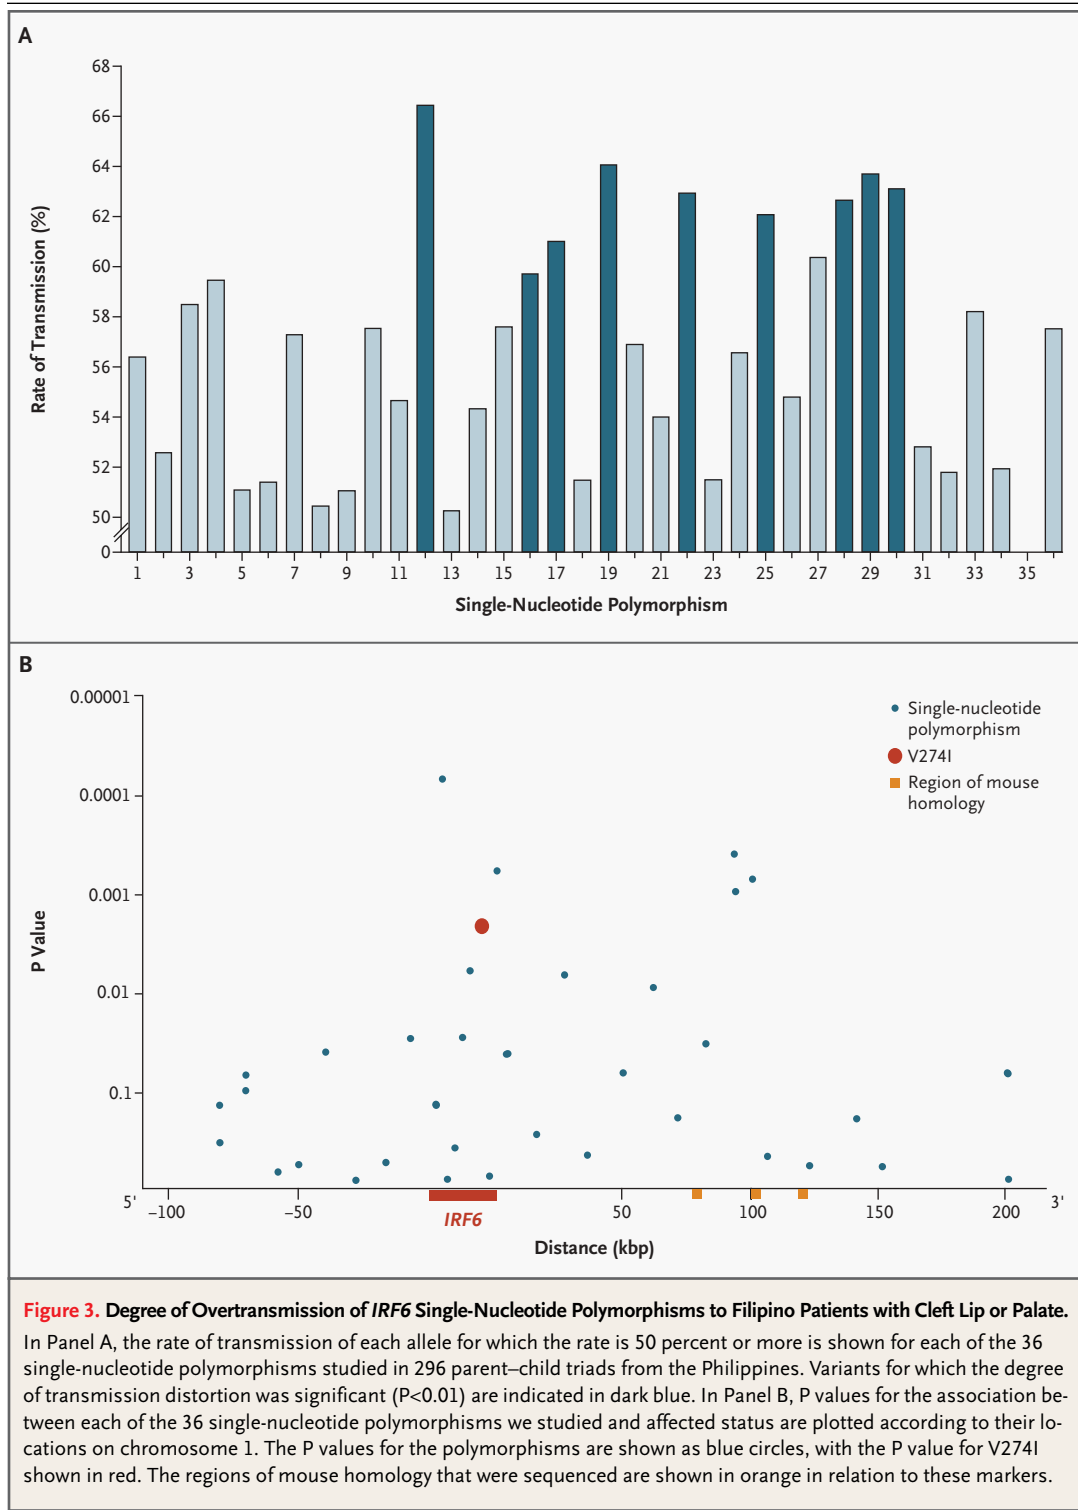 A
68
66
64
62
60
58
56
54
52
50
0
Rate of Transmission (%)
1 3 5 7 9 11 13 15 17 19 21 23 25 27 29 31 33 35
Single-Nucleotide Polymorphism
B
0.00001
0.0001
0.001
0.01
0.1
P Value
Single-nucleotide
polymorphism
V274I
Region of mouse
homology
5' −100 −50 50 100 150 200 3'
IRF6
Distance (kbp)
Figure 3. Degree of Overtransmission of IRF6 Single-Nucleotide Polymorphisms to Filipino Patients with Cleft Lip or Palate.
In Panel A, the rate of transmission of each allele for which the rate is 50 percent or more is shown for each of the 36
single-nucleotide polymorphisms studied in 296 parent–child triads from the Philippines. Variants for which the degree
of transmission distortion was significant (P<0.01) are indicated in dark blue. In Panel B, P values for the association be-
tween each of the 36 single-nucleotide polymorphisms we studied and affected status are plotted according to their lo-
cations on chromosome 1. The P values for the polymorphisms are shown as blue circles, with the P value for V274I
shown in red. The regions of mouse homology that were sequenced are shown in orange in relation to these markers.